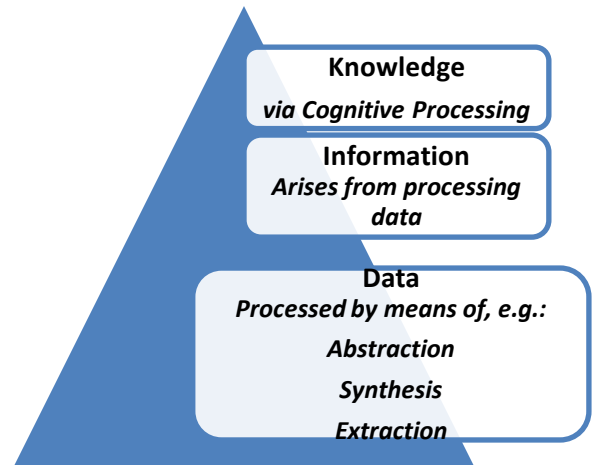 Knowledge
via Cognitive Processing
Information
Arises from processing
data
Data
Processed by means of, e.g.:
Abstraction
Synthesis
Extraction